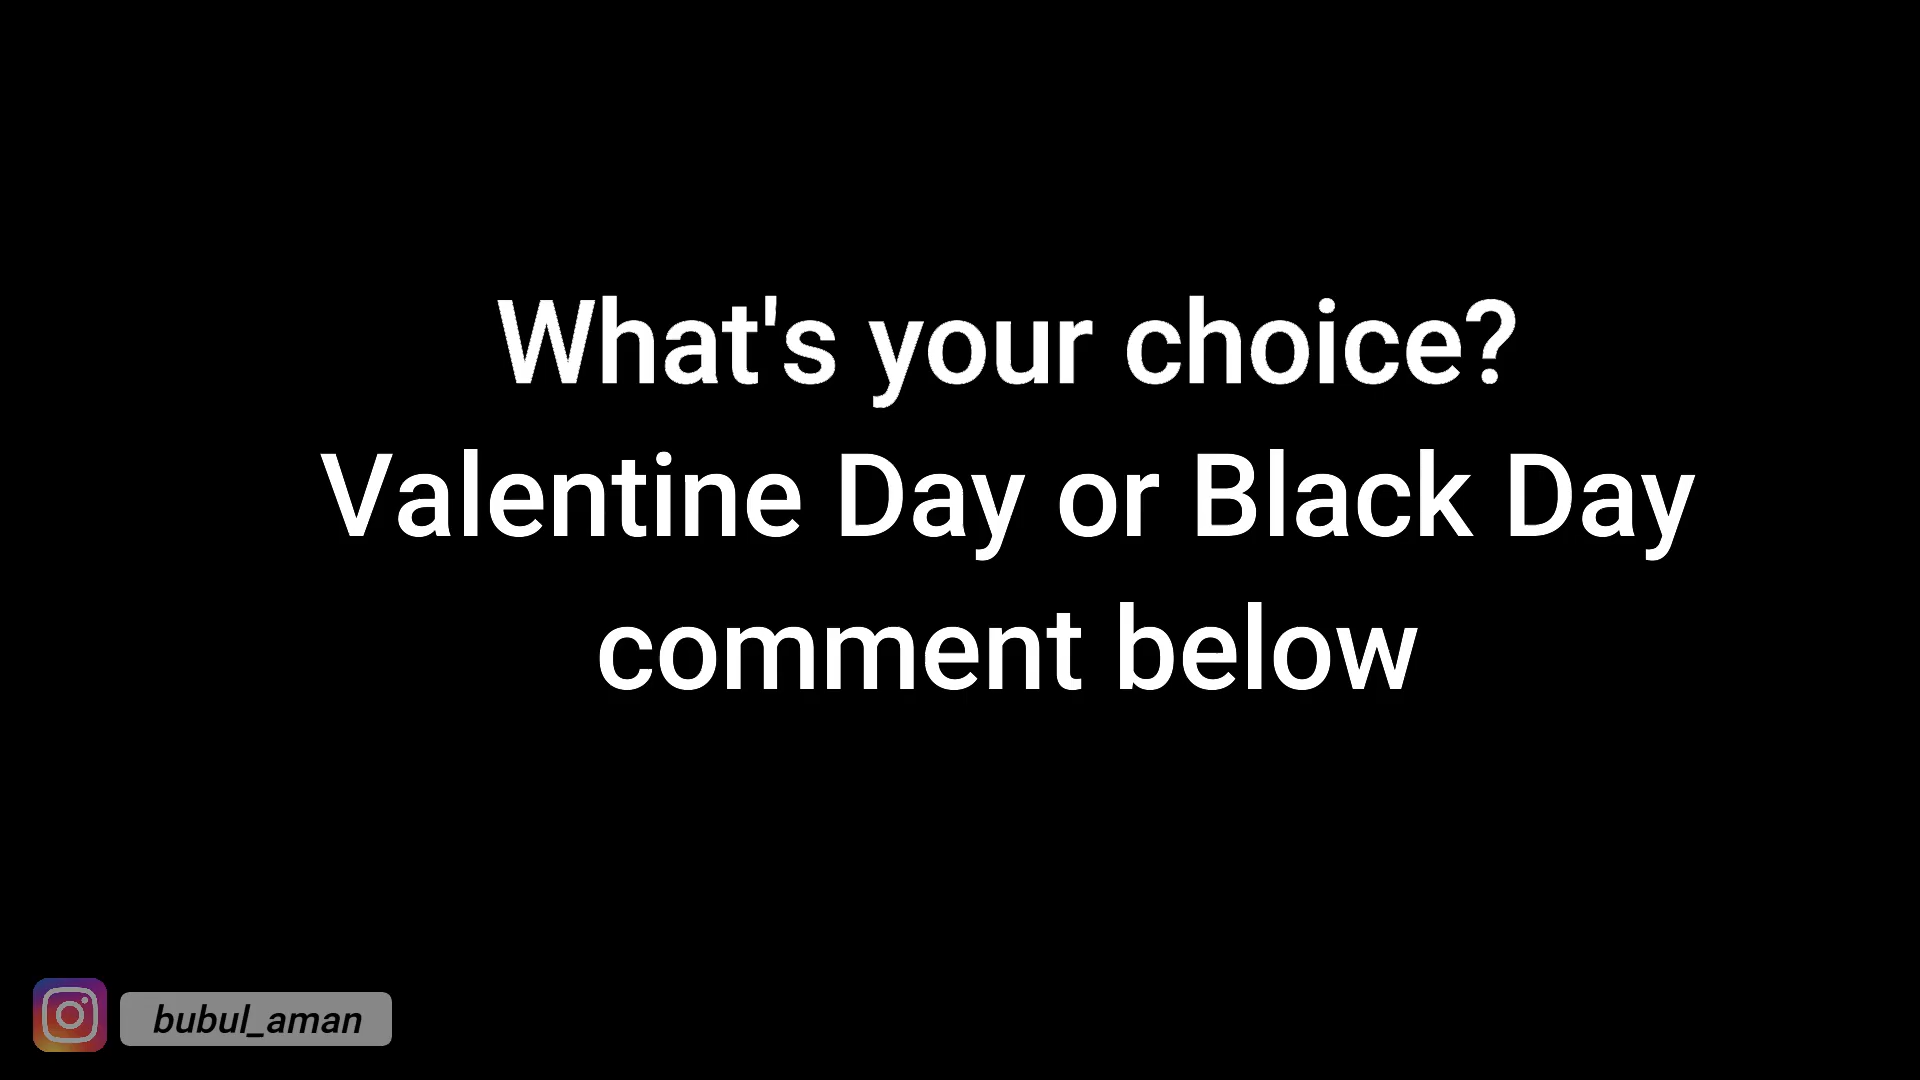 What's your choice?
Valentine Day or Black Day
comment below
bubul_aman